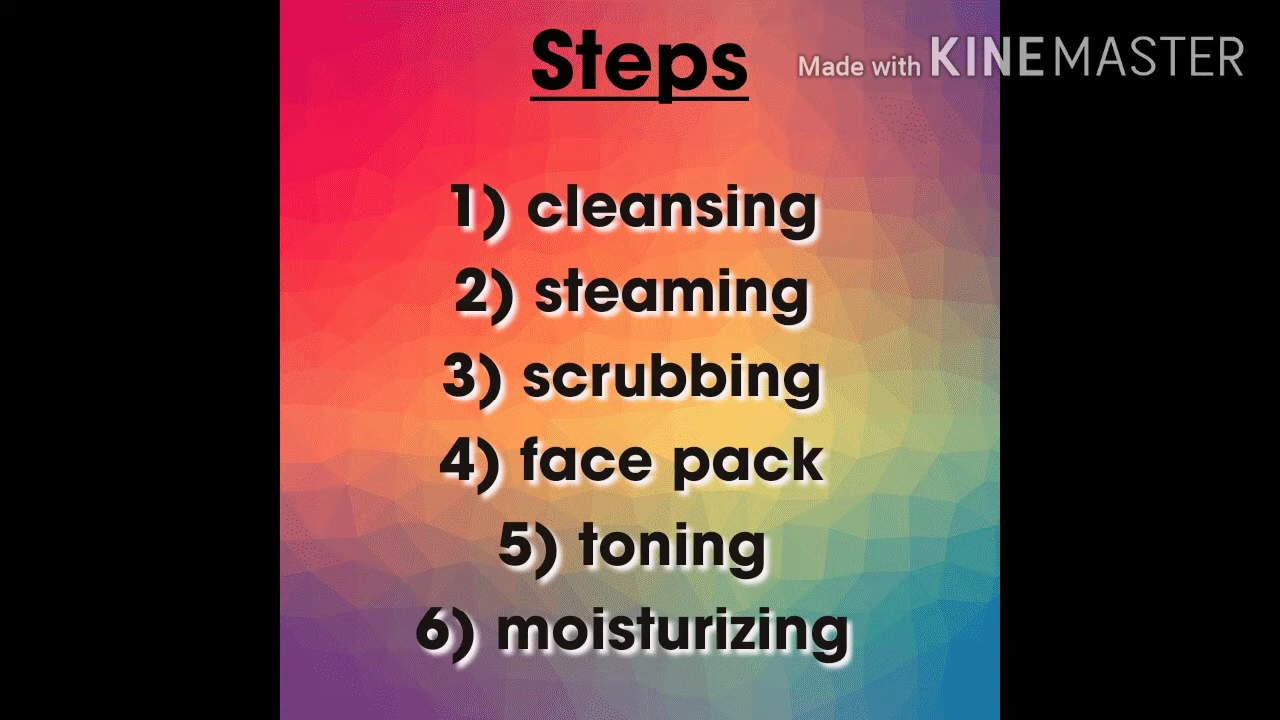 Steps
Made with KINEMASTER
1) cleansing
2) steaming
3) scrubbing
4) face pack
5) toning
6) moisturizing